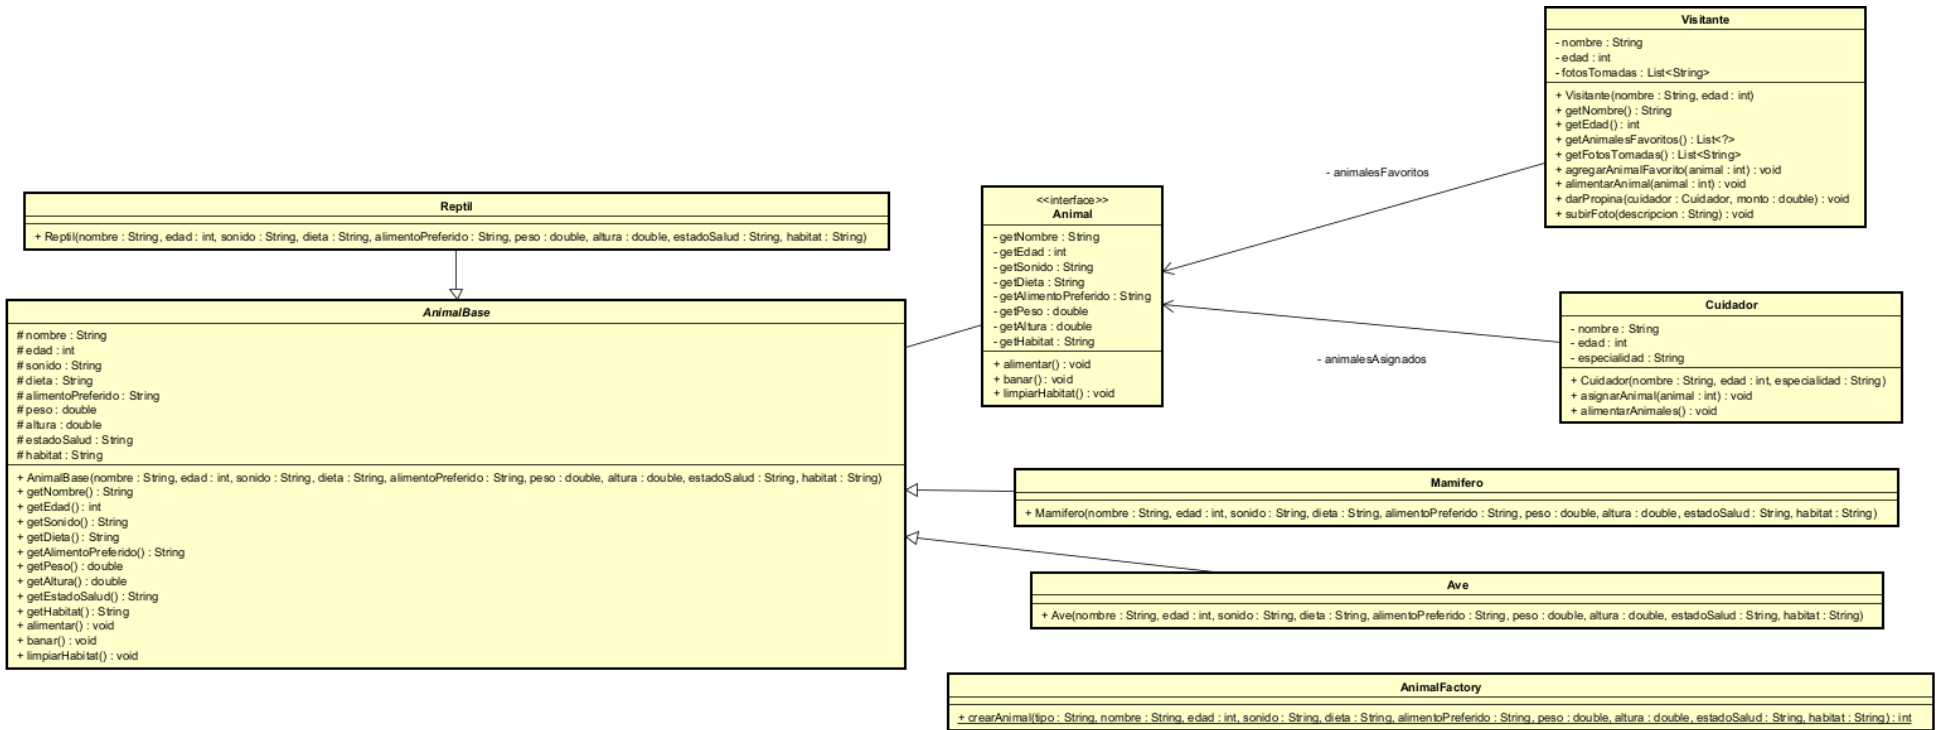 Visitante
- nombre : String
- edad : int
- fotosTomadas : List<String>
+ Visitante(nombre : String, edad : int)
+ getNombre() : String
+ getEdad() : int
+ getAnimalesFavoritos() : List<?>
+ getFotosTomadas() : List<String>
+ agregarAnimalFavorito(animal : int) : void
+ alimentarAnimal(animal : int) : void
+ darPropina(cuidador : Cuidador, monto : double) : void
+ subirFoto(descripcion : String) : void
- animalesFavoritos
Reptil
+ Reptil(nombre : String, edad : int, sonido : String, dieta : String, alimentoPreferido : String, peso : double, altura : double, estadoSalud : String, habitat : String)
<<interface>>
Animal
- getNombre : String
- getEdad : int
- getSonido : String
- getDieta : String
- getAlimentoPreferido : String
- getPeso : double
- getAltura : double
- getHabitat : String
+ alimentar() : void
+ banar() : void
+ limpiarHabitat() : void
Cuidador
- nombre : String
- edad : int
- especialidad : String
+ Cuidador(nombre : String, edad : int, especialidad : String)
+ asignarAnimal(animal : int) : void
+ alimentarAnimales() : void
- animalesAsignados
AnimalBase
# nombre : String
# edad : int
# sonido : String
# dieta : String
# alimentoPreferido : String
# peso : double
# altura : double
# estadoSalud : String
# habitat : String
+ AnimalBase(nombre : String, edad : int, sonido : String, dieta : String, alimentoPreferido : String, peso : double, altura : double, estadoSalud : String, habitat : String)
+ getNombre() : String
+ getEdad() : int
+ getSonido() : String
+ getDieta() : String
+ getAlimentoPreferido() : String
+ getPeso() : double
+ getAltura() : double
+ getEstadoSalud() : String
+ getHabitat() : String
+ alimentar() : void
+ banar() : void
+ limpiarHabitat() : void
Mamifero
+ Mamifero(nombre : String, edad : int, sonido : String, dieta : String, alimentoPreferido : String, peso : double, altura : double, estadoSalud : String, habitat : String)
Ave
+ Ave(nombre : String, edad : int, sonido : String, dieta : String, alimentoPreferido : String, peso : double, altura : double, estadoSalud : String, habitat : String)
AnimalFactory
+ crearAnimal(tipo : String, nombre : String, edad : int, sonido : String, dieta : String, alimentoPreferido : String, peso : double, altura : double, estadoSalud : String, habitat : String) : int